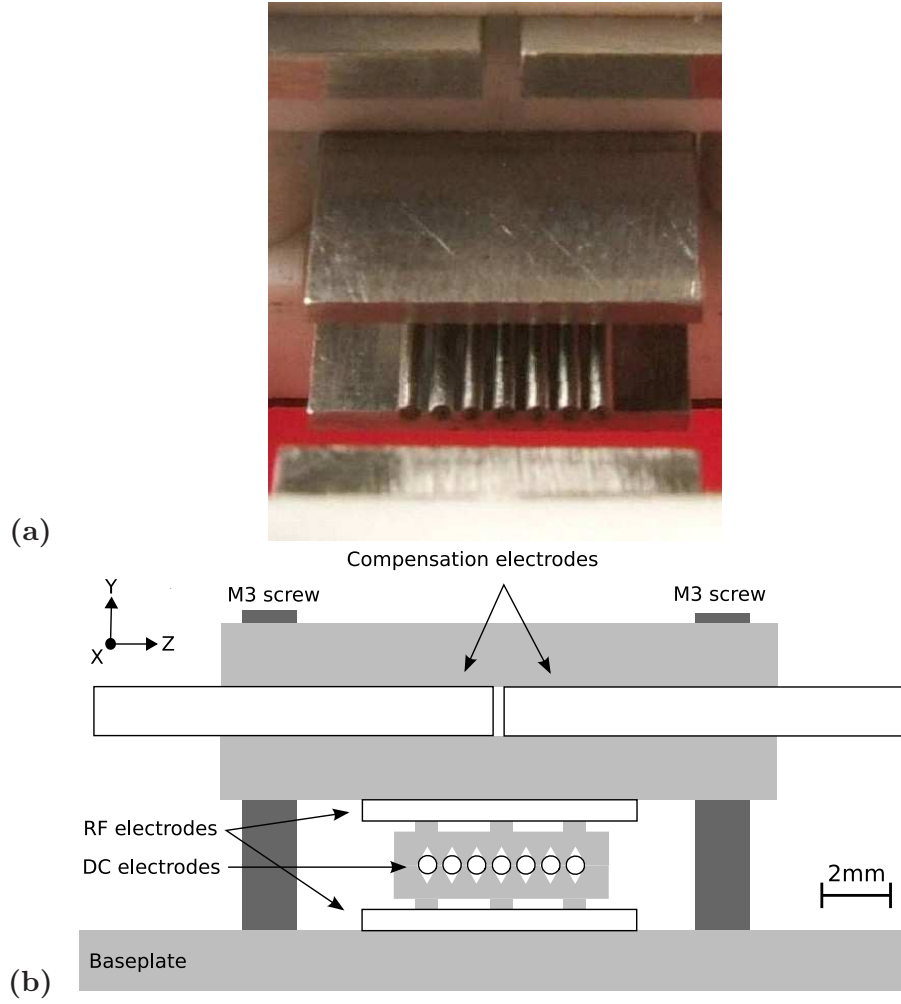 (a)
Compensation electrodes
Y
M3 screw
M3 screw
X
Z
RF electrodes
DC electrodes
2mm
Baseplate
(b)